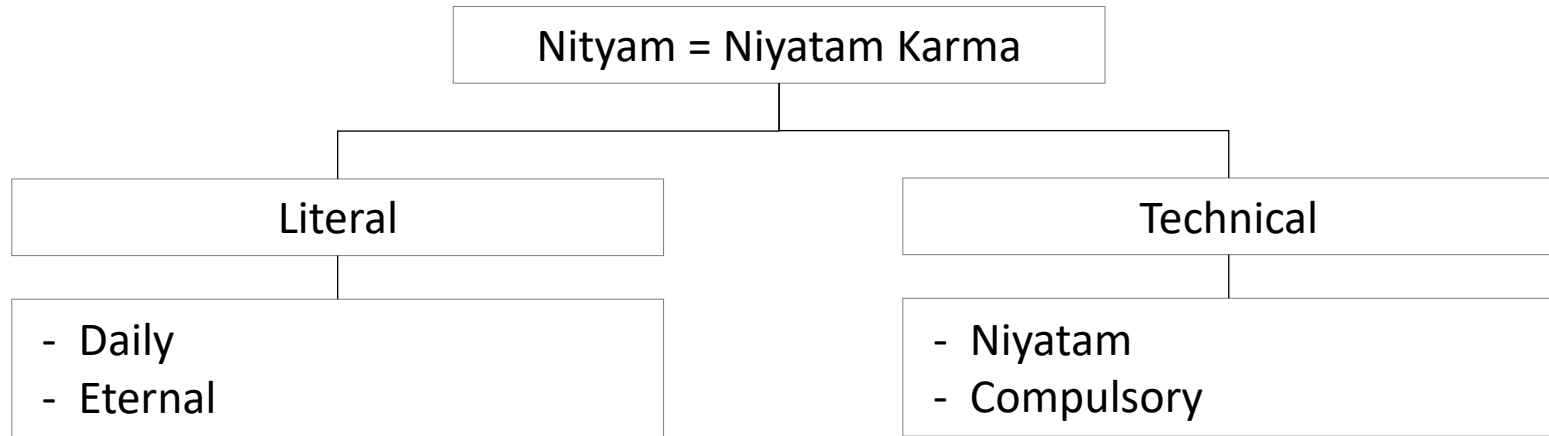 Nityam = Niyatam Karma
Literal
- Daily
- Eternal
Technical
- Niyatam
- Compulsory